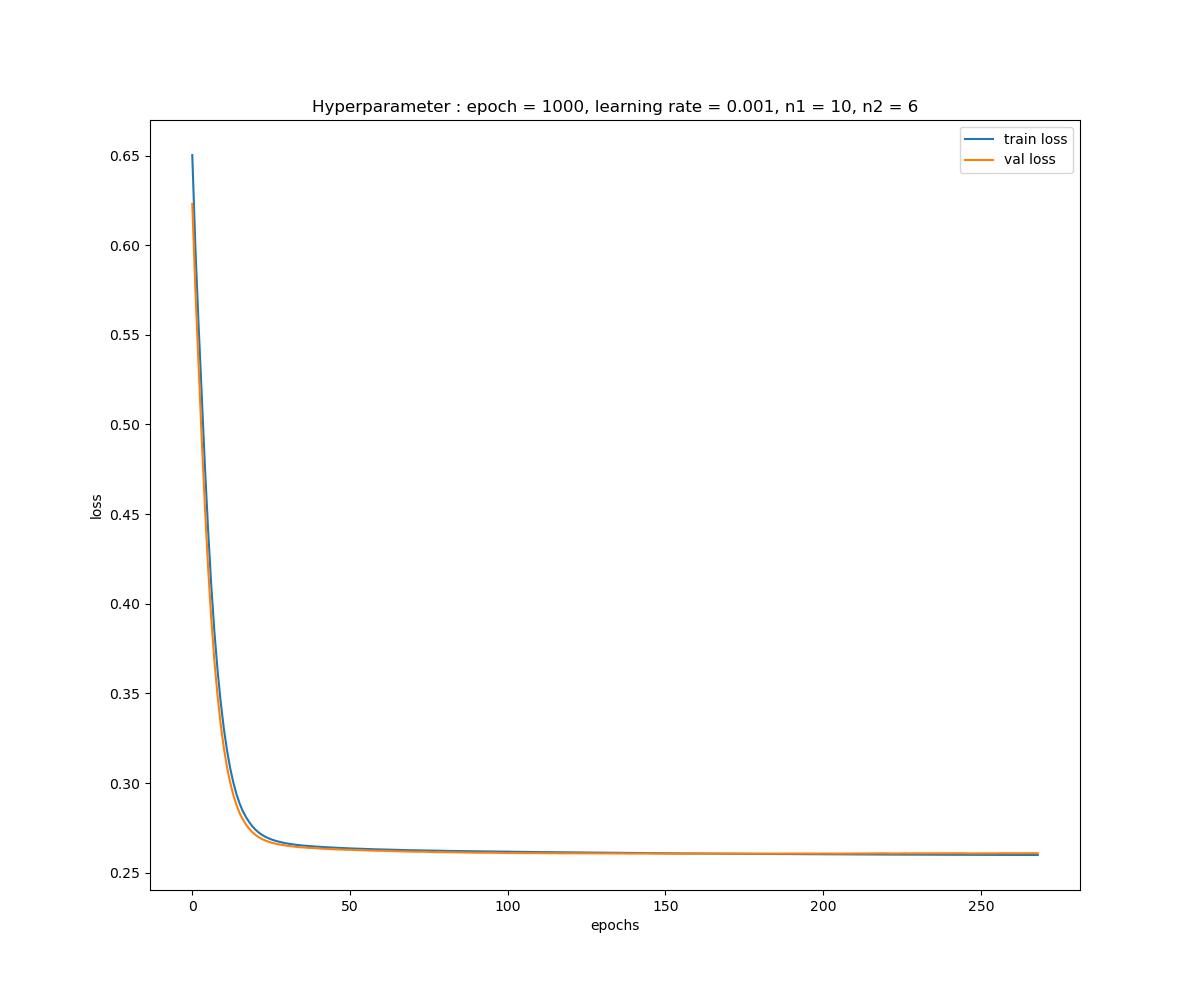 Hyperparameter : epoch = 1000, learning rate = 0.001, n1 = 10, n2 = 6
train loss
val loss
0.65
0.60
0.55
0.50
0.45
0.40
0.35
0.30
0.25
loss
0 50 100 150 200 250
epochs